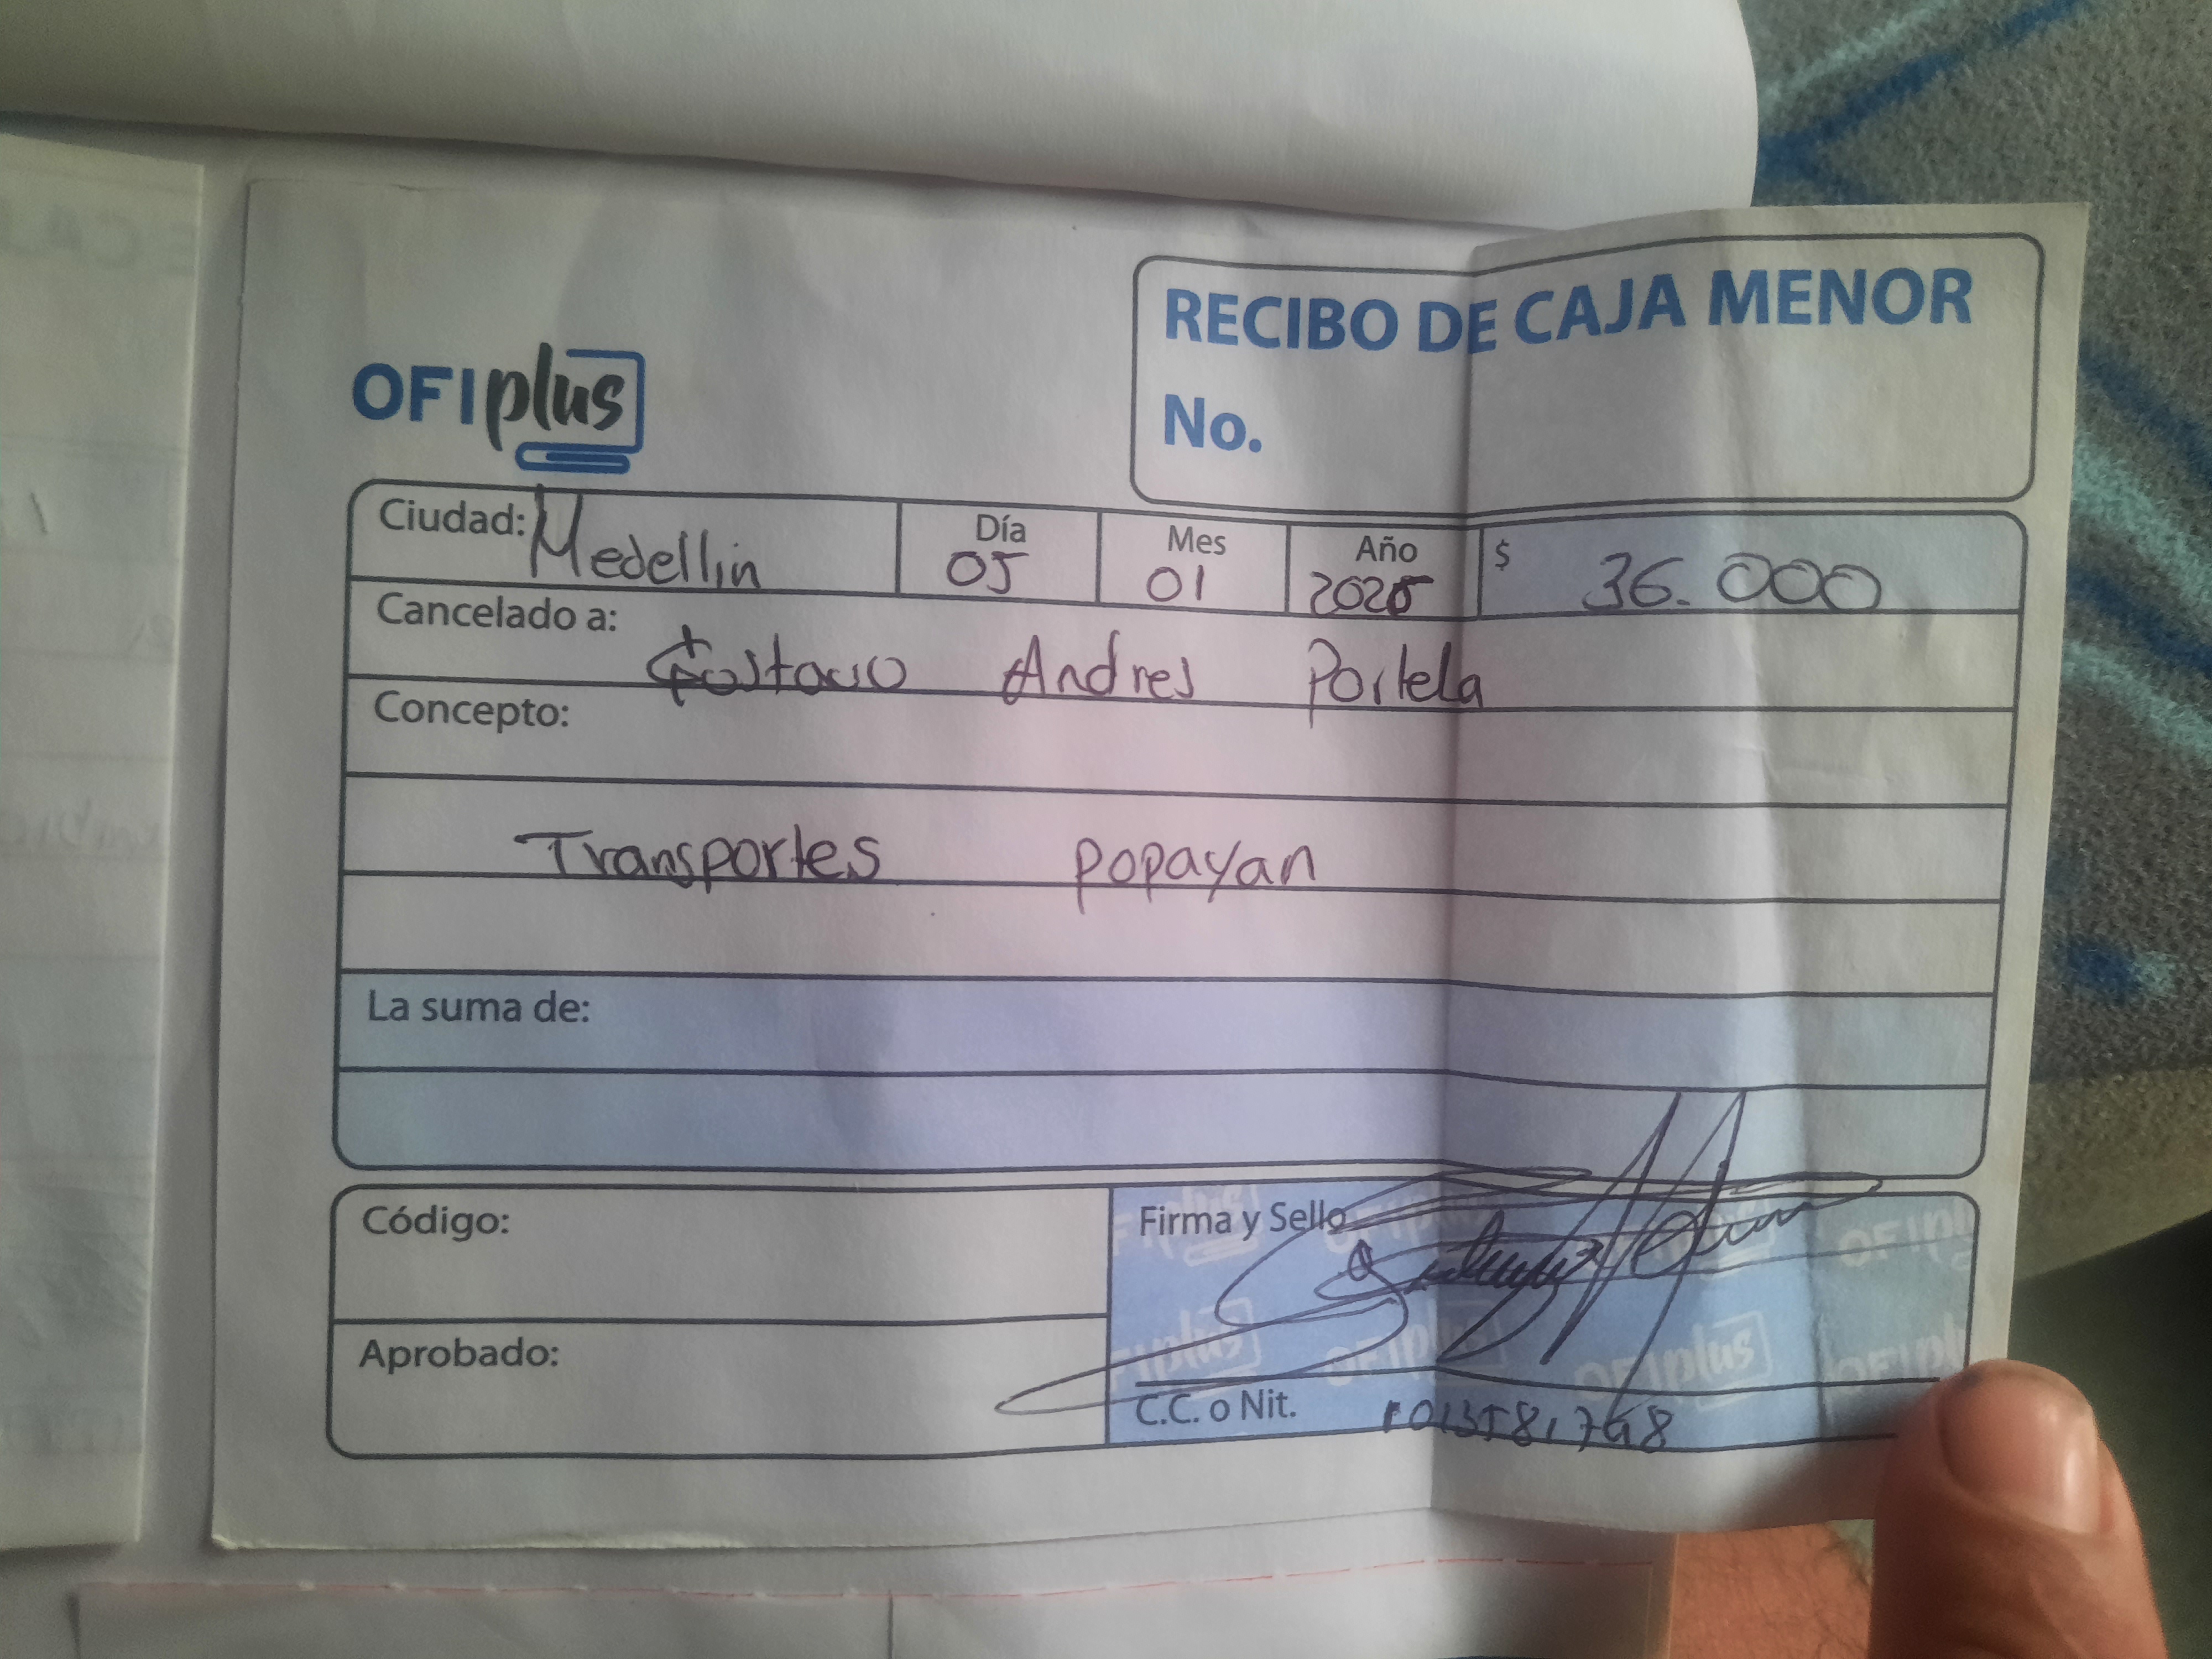 RECIBO DE CAJA MENOR
No.
OFIplus
Ciudad: Medellin Día 05 Mes 01 Año 2026 $ 36.000
Cancelado a: Gustavo Andres Portela
Concepto:
Transportes popayan
La suma de:
Código:
Firma y Sello
Aprobado:
C.C. o Nit.